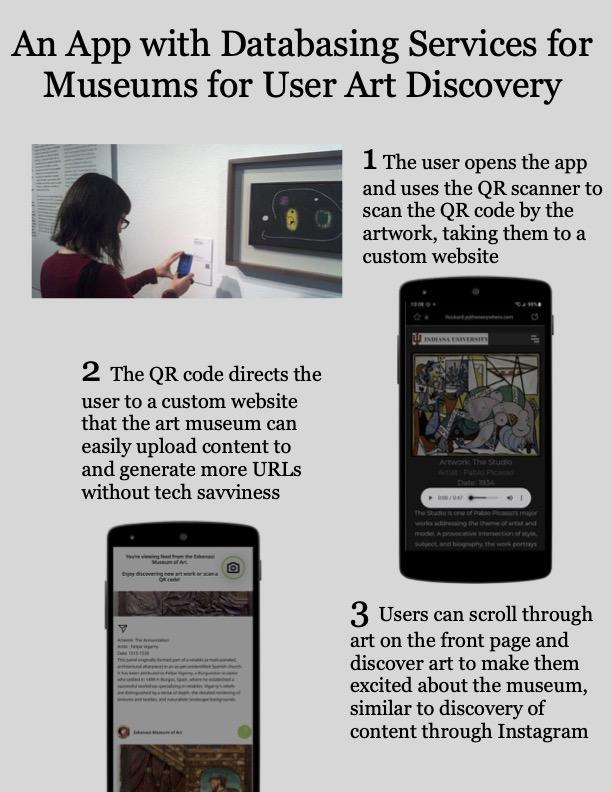 An App with Databasing Services for
Museums for User Art Discovery
1 The user opens the app
and uses the QR scanner to
scan the QR code by the
artwork, taking them to a
custom website
10:08
99%
INDIANA UNIVERSITY
Artwork: The Studio
Artist : Pablo Picasso
Date: 1934
0:00 / 0:47
The Studio is one of Pablo Picasso's major
works addressing the theme of artist and
model. A provocative intersection of style,
subject, and biography, the work portrays
2 The QR code directs the
user to a custom website
that the art museum can
easily upload content to
and generate more URLs
without tech savviness
You're viewing feed from the Eskenazi
Museum of Art.
Enjoy discovering new art work or scan a
QR code!
Artwork: The Annunciation
Artist : Felipe Vigarny
Date: 1515-1530
This panel originally formed part of a retablo (a multi-paneled,
architectural altarpiece) in an as-yet-unidentified Spanish church.
It has been attributed to Felipe Vigarny, a Burgundian sculptor
who settled in 1498 in Burgos, Spain, where he established a
successful workshop specializing in retablos. Vigarny's reliefs
are distinguished by a sense of depth, the detailed rendering of
textures and textiles, and naturalistic landscape backgrounds.
Eskenazi Museum of Art
3 Users can scroll through
art on the front page and
discover art to make them
excited about the museum,
similar to discovery of
content through Instagram